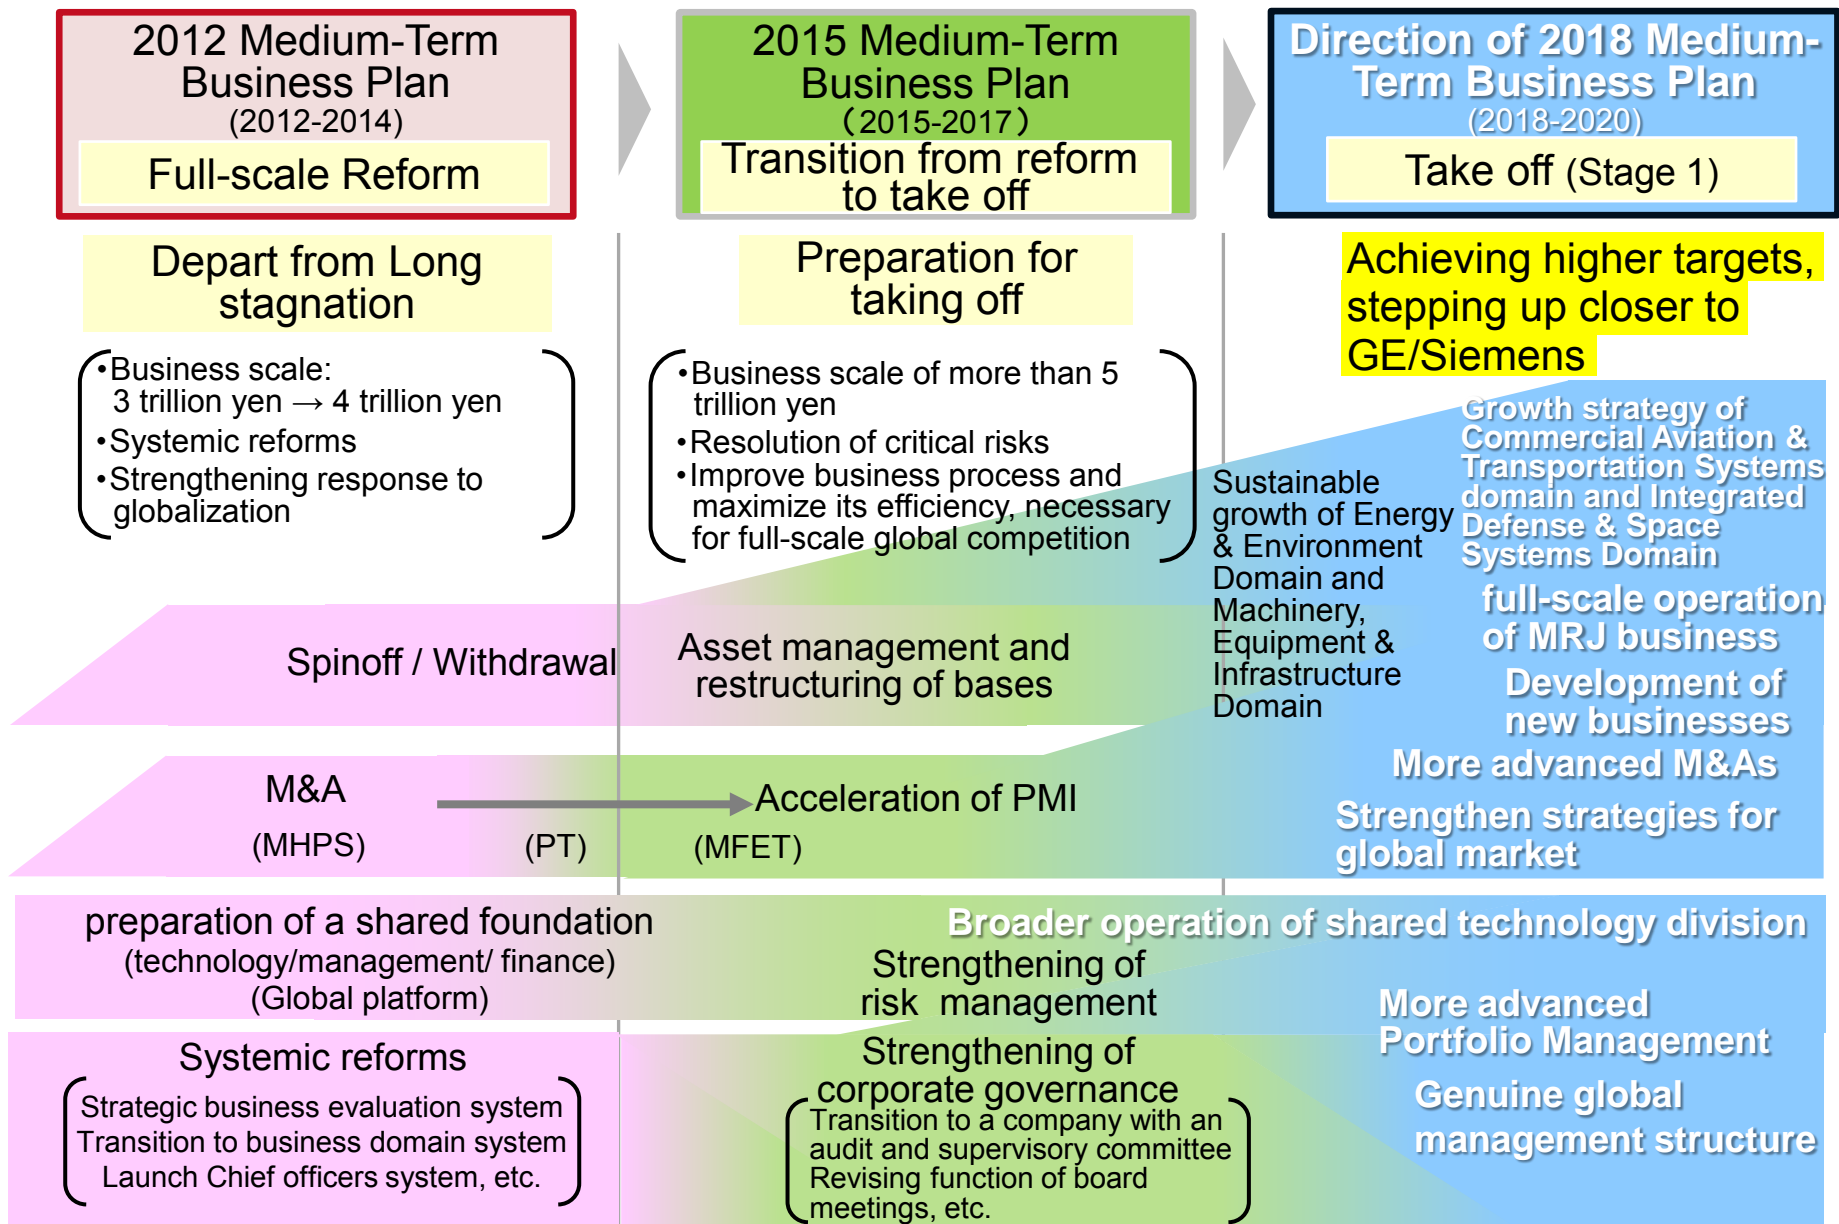 2012 Medium-Term
Business Plan
(2012-2014)
Full-scale Reform
2015 Medium-Term
Business Plan
（2015-2017）
Transition from reform
to take off
Direction of 2018 Medium-
Term Business Plan
(2018-2020)
Take off (Stage 1)
Depart from Long
stagnation
•Business scale:
3 trillion yen → 4 trillion yen
•Systemic reforms
•Strengthening response to
globalization
Preparation for
taking off
•Business scale of more than 5
trillion yen
•Resolution of critical risks
•Improve business process and
maximize its efficiency, necessary
for full-scale global competition
Achieving higher targets,
stepping up closer to
GE/Siemens
Sustainable
growth of Energy
& Environment
Domain and
Machinery,
Equipment &
Infrastructure
Domain
Growth strategy of
Commercial Aviation &
Transportation Systems
domain and Integrated
Defense & Space
Systems Domain
full-scale operation
of MRJ business
Development of
new businesses
More advanced M&As
Strengthen strategies for
global market
Spinoff / Withdrawal
Asset management and
restructuring of bases
M&A
Acceleration of PMI
(MHPS)
(PT)
(MFET)
preparation of a shared foundation
(technology/management/ finance)
(Global platform)
Broader operation of shared technology division
Strengthening of
risk  management
More advanced
Portfolio Management
Systemic reforms
Strategic business evaluation system
Transition to business domain system
Launch Chief officers system, etc.
Strengthening of
corporate governance
Transition to a company with an
audit and supervisory committee
Revising function of board
meetings, etc.
Genuine global
management structure